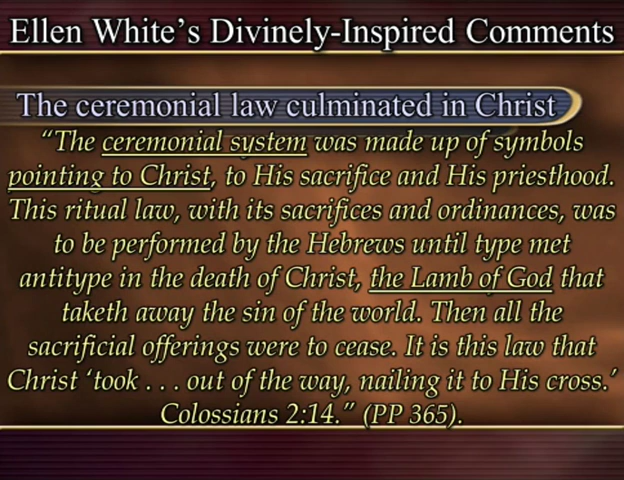 Ellen White's Divinely-Inspired Comments
The ceremonial law culminated in Christ
“The ceremonial system was made up of symbols
pointing to Christ, to His sacrifice and His priesthood.
This ritual law, with its sacrifices and ordinances, was
to be performed by the Hebrews until type met
antitype in the death of Christ, the Lamb of God that
taketh away the sin of the world. Then all the
sacrificial offerings were to cease. It is this law that
Christ ‘took . . . out of the way, nailing it to His cross.’
Colossians 2:14.” (PP 365).